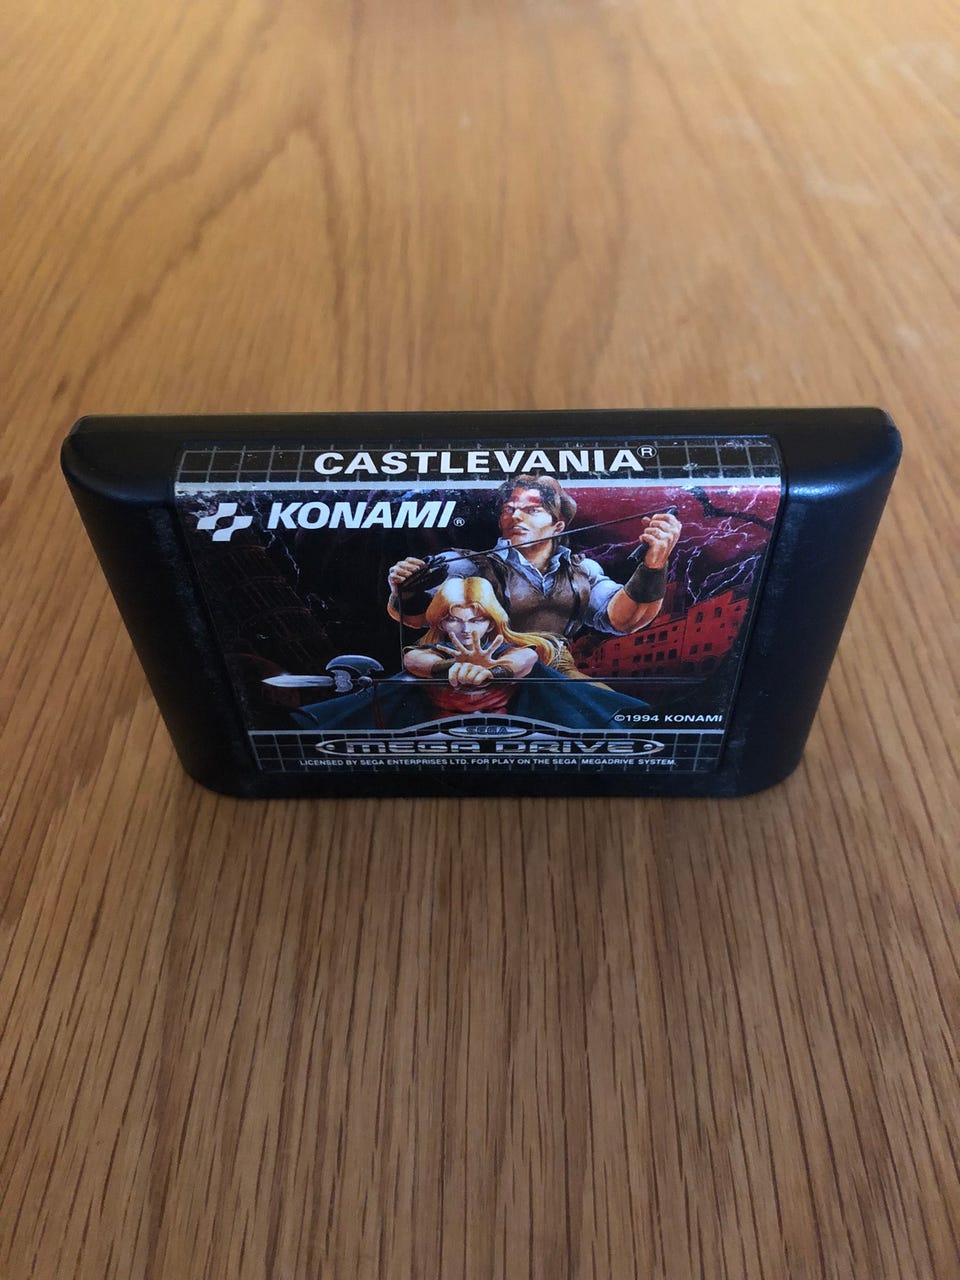 CASTLEVANIA®
KONAMI®
©1994 KONAMI
SEGA
MEGA DRIVE
LICENSED BY SEGA ENTERPRISES LTD. FOR PLAY ON THE SEGA MEGADRIVE SYSTEM.